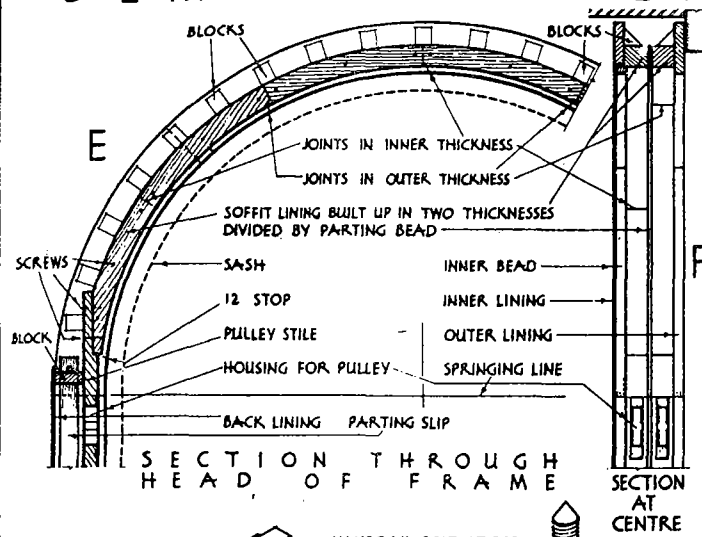 BLOCKS
BLOCKS
E
JOINTS IN INNER THICKNESS
JOINTS IN OUTER THICKNESS
SOFFIT LINING BUILT UP IN TWO THICKNESSES
DIVIDED BY PARTING BEAD
SCREWS
SASH
INNER BEAD
12 STOP
INNER LINING
BLOCK
PULLEY STILE
OUTER LINING
HOUSING FOR PULLEY
SPRINGING LINE
BACK LINING PARTING SLIP
SECTION THROUGH
HEAD OF FRAME
SECTION
AT
CENTRE